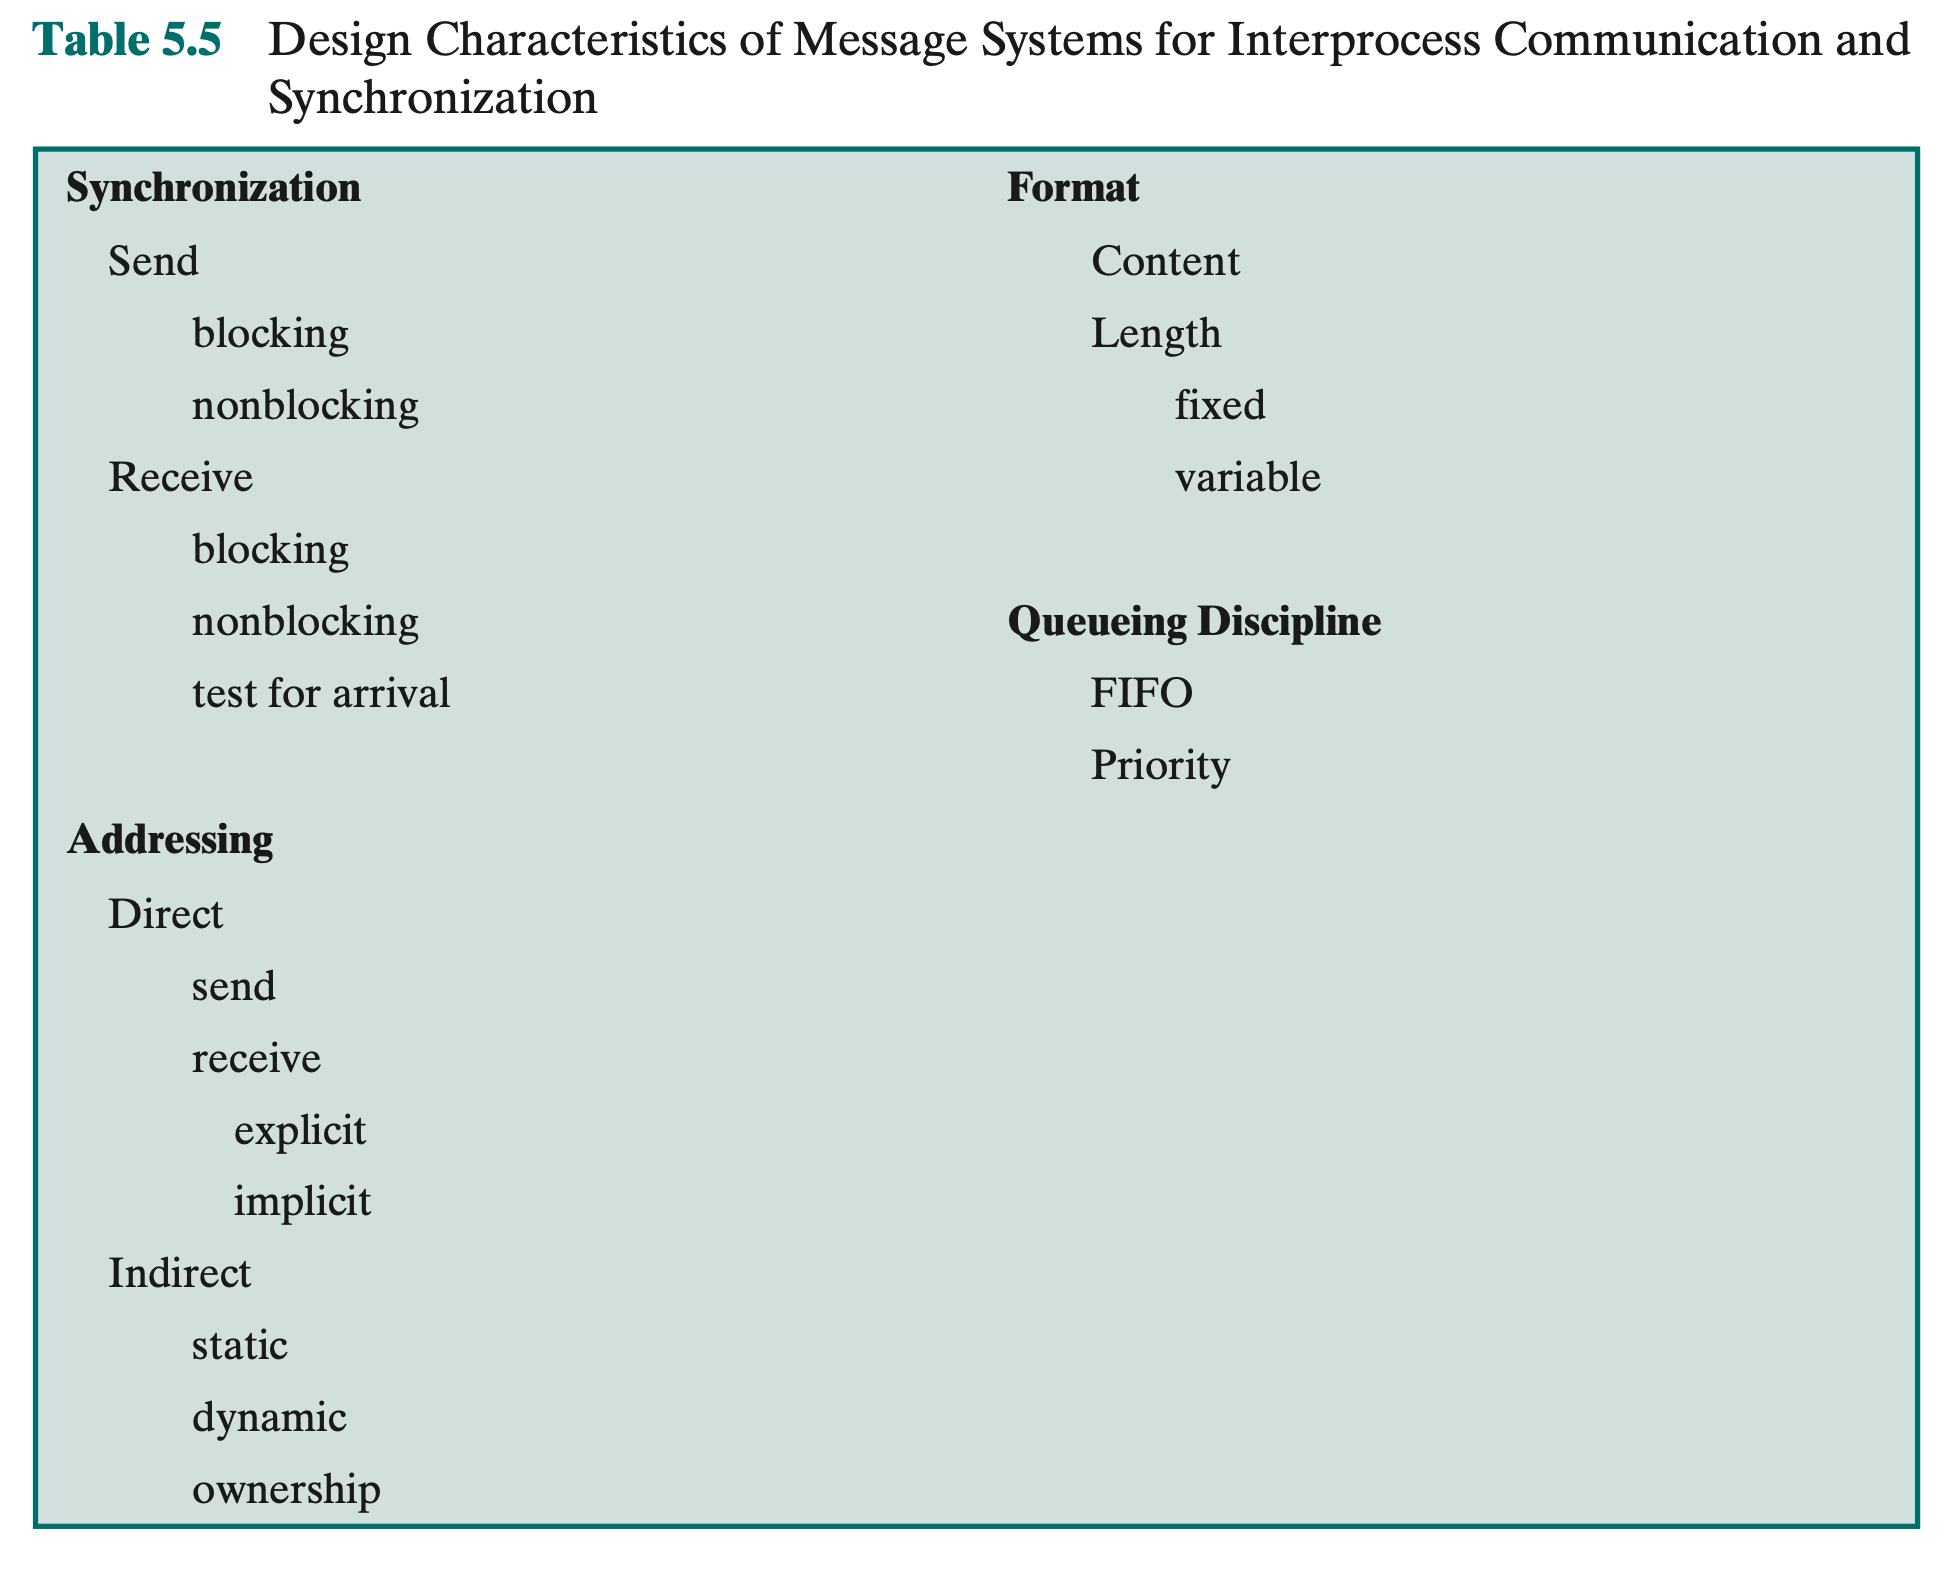 Table 5.5 Design Characteristics of Message Systems for Interprocess Communication and
Synchronization
Synchronization
Send
blocking
nonblocking
Receive
blocking
nonblocking
test for arrival
Addressing
Direct
send
receive
explicit
implicit
Indirect
static
dynamic
ownership
Format
Content
Length
fixed
variable
Queueing Discipline
FIFO
Priority